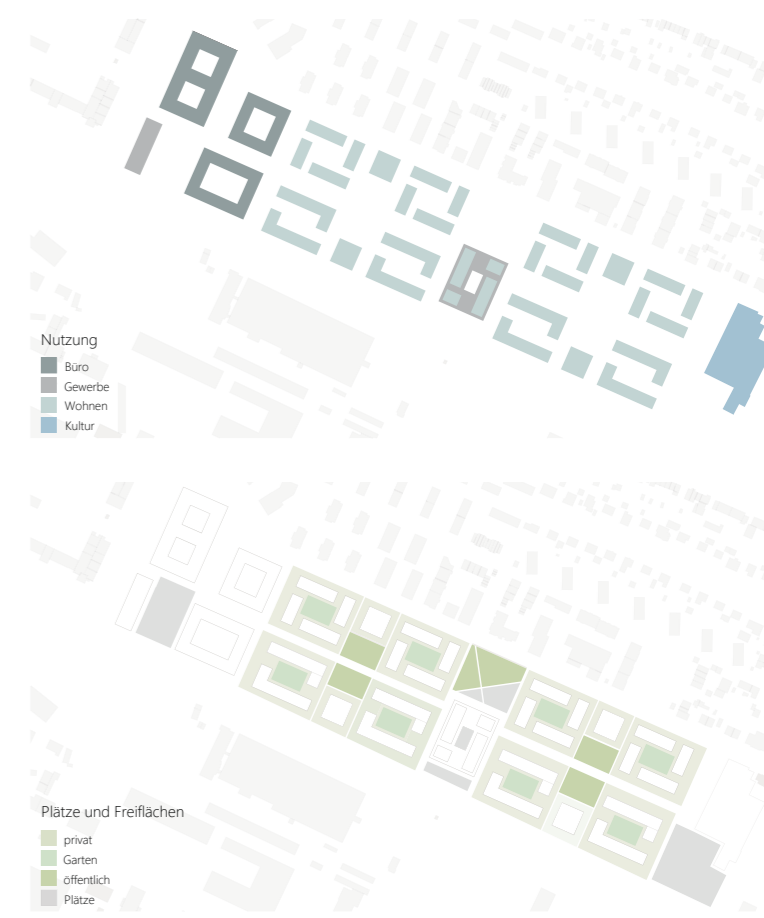 Nutzung
Büro
Gewerbe
Wohnen
Kultur
Plätze und Freiflächen
privat
Garten
öffentlich
Plätze